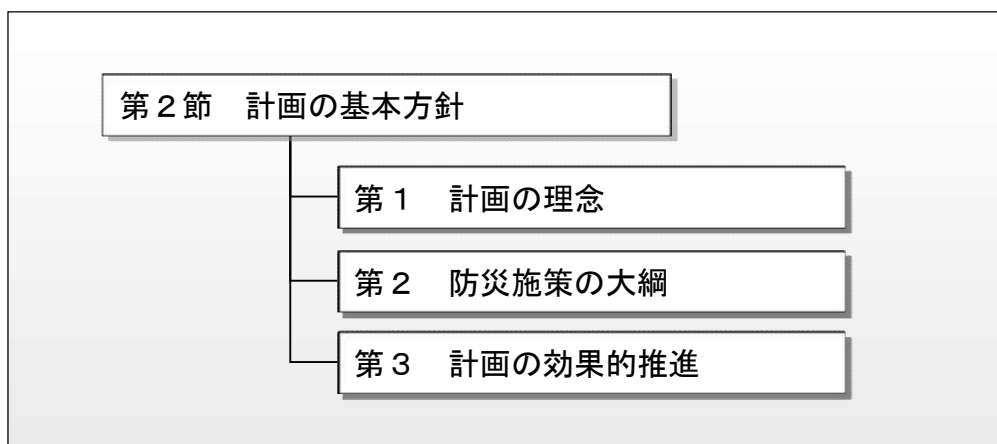 第２節　計画の基本方針
第１　計画の理念
第２　防災施策の大綱
第３　計画の効果的推進